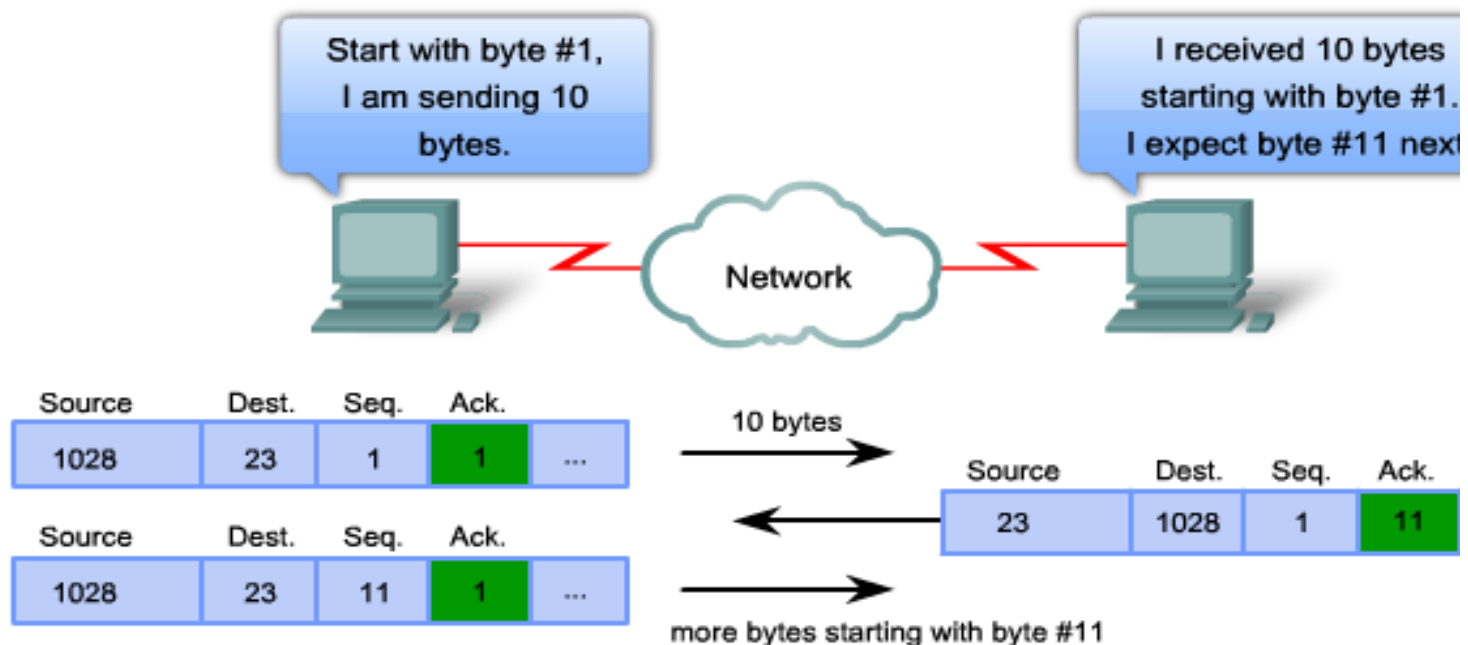 Start with byte #1,
I am sending 10
bytes.
I received 10 bytes
starting with byte #1.
I expect byte #11 next
Network
Source Dest. Seq. Ack.
1028 23 1 1 ...
10 bytes
Source Dest. Seq. Ack.
23 1028 1 11
Source Dest. Seq. Ack.
1028 23 11 1 ...
more bytes starting with byte #11